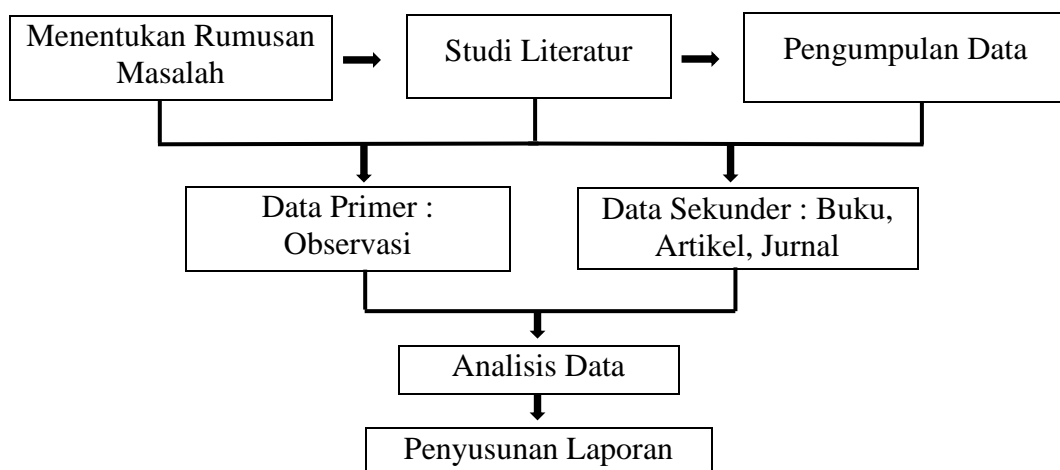 Menentukan Rumusan
Masalah
Studi Literatur
Pengumpulan Data
Data Primer :
Observasi
Data Sekunder : Buku,
Artikel, Jurnal
Analisis Data
Penyusunan Laporan